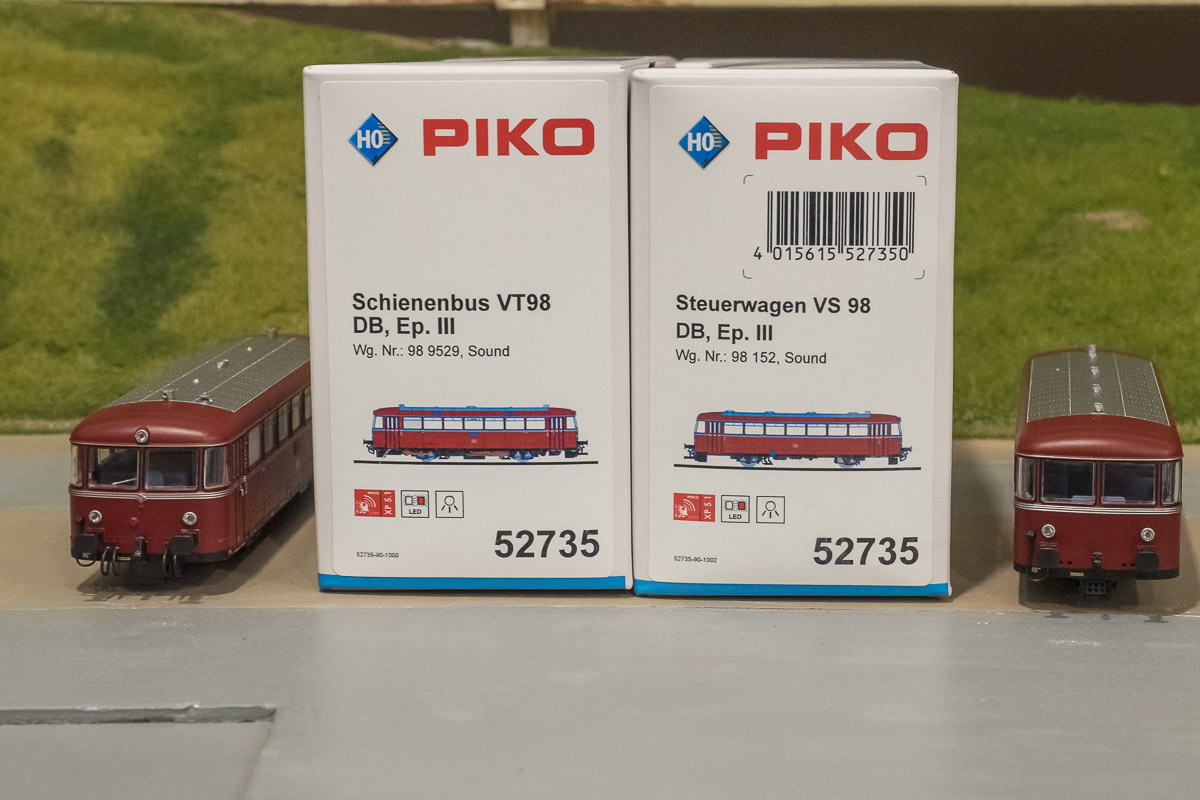 H0 PIKO
Schienenbus VT98
DB, Ep. III
Wg. Nr.: 98 9529, Sound
XP 5.1
LED
52735-90-1000
52735
H0 PIKO
4 015615 527350
Steuerwagen VS 98
DB, Ep. III
Wg. Nr.: 98 152, Sound
XP 5.1
LED
52735-90-1002
52735